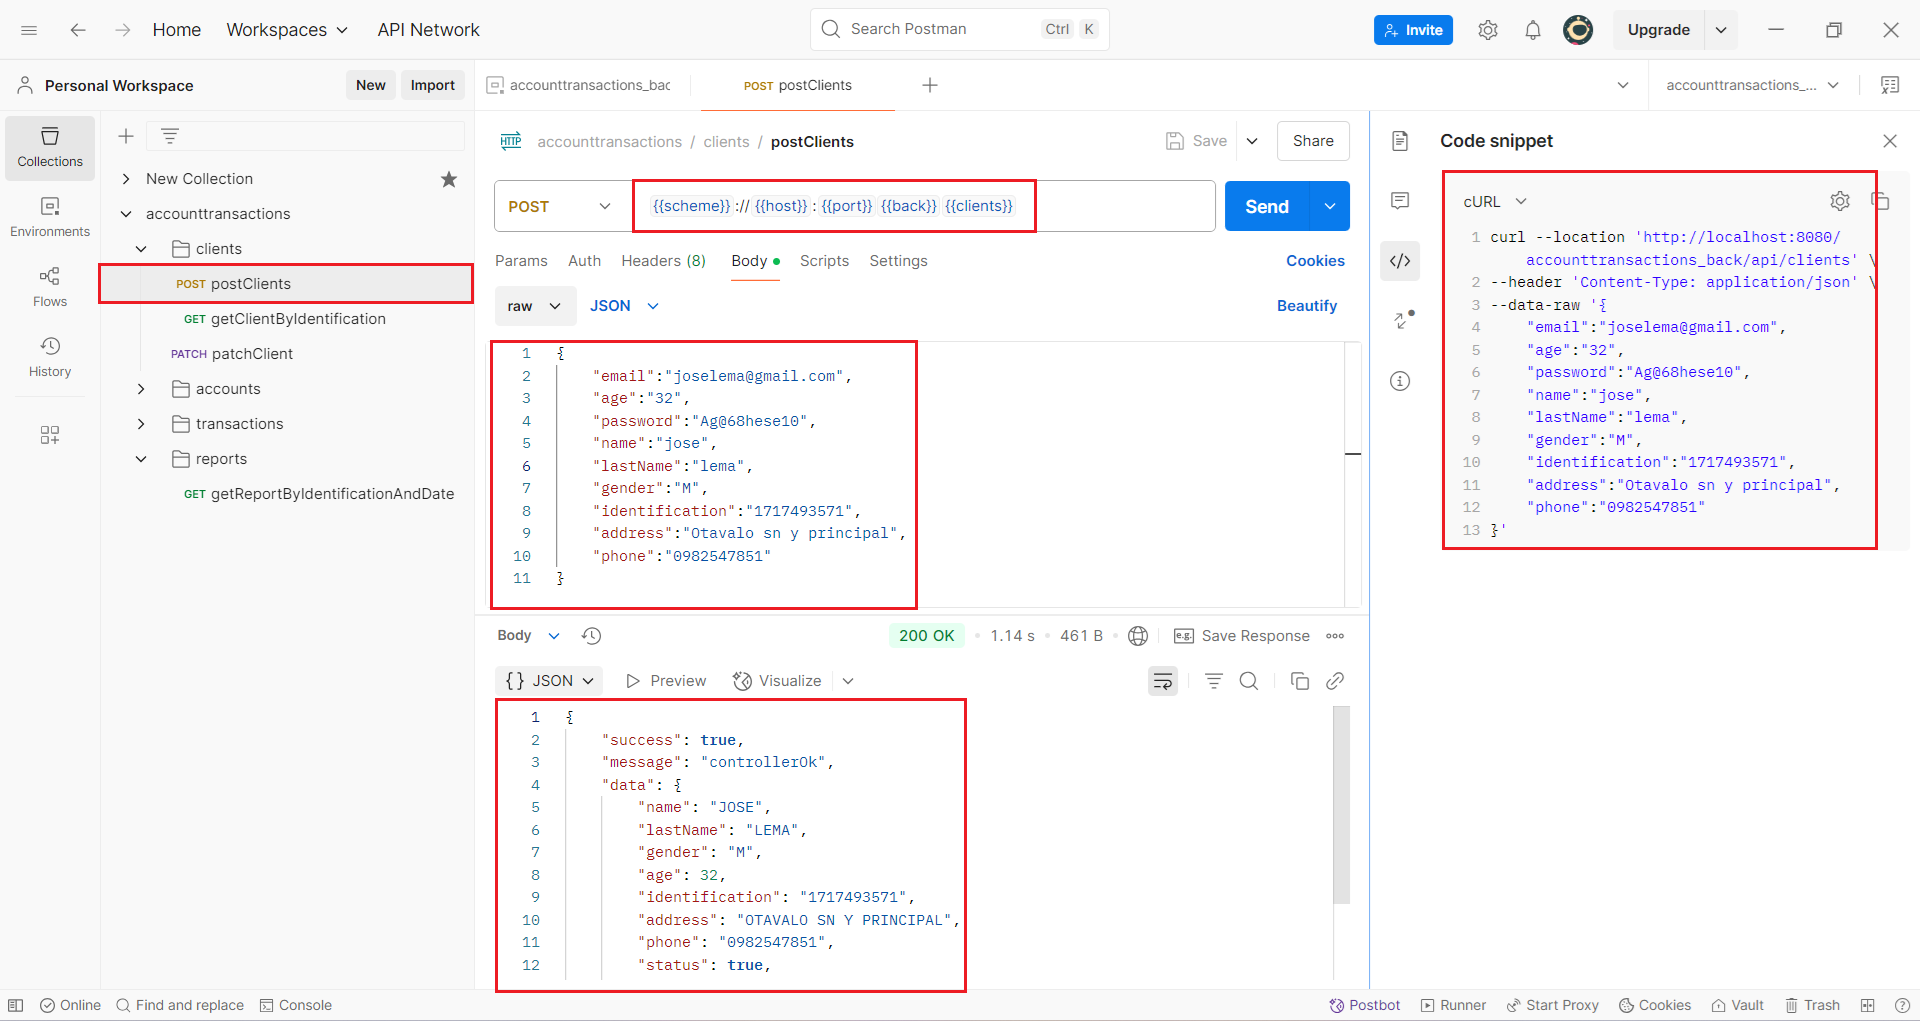 Home Workspaces API Network Search Postman Ctrl K Invite Upgrade
Personal Workspace New Import accounttransactions_bac POST postClients accounttransactions_...
Collections
Environments
Flows
History
New Collection
accounttransactions
clients
POST postClients
GET getClientByIdentification
PATCH patchClient
accounts
transactions
reports
GET getReportByIdentificationAndDate
HTTP accounttransactions / clients / postClients Save Share
POST {{scheme}}://{{host}}:{{port}}{{back}}{{clients}} Send
Params Auth Headers (8) Body Scripts Settings Cookies
raw JSON Beautify
1 {
2 "email":"joselema@gmail.com",
3 "age":"32",
4 "password":"Ag@68hese10",
5 "name":"jose",
6 "lastName":"lema",
7 "gender":"M",
8 "identification":"1717493571",
9 "address":"Otavalo sn y principal",
10 "phone":"0982547851"
11 }
Body 200 OK 1.14 s 461 B e.g. Save Response
{} JSON Preview Visualize
1 {
2 "success": true,
3 "message": "controllerOk",
4 "data": {
5 "name": "JOSE",
6 "lastName": "LEMA",
7 "gender": "M",
8 "age": 32,
9 "identification": "1717493571",
10 "address": "OTAVALO SN Y PRINCIPAL",
11 "phone": "0982547851",
12 "status": true,
Code snippet
cURL
1 curl --location 'http://localhost:8080/
accounttransactions_back/api/clients' \
2 --header 'Content-Type: application/json' \
3 --data-raw '{
4 "email":"joselema@gmail.com",
5 "age":"32",
6 "password":"Ag@68hese10",
7 "name":"jose",
8 "lastName":"lema",
9 "gender":"M",
10 "identification":"1717493571",
11 "address":"Otavalo sn y principal",
12 "phone":"0982547851"
13 }'
Online Find and replace Console Postbot Runner Start Proxy Cookies Vault Trash